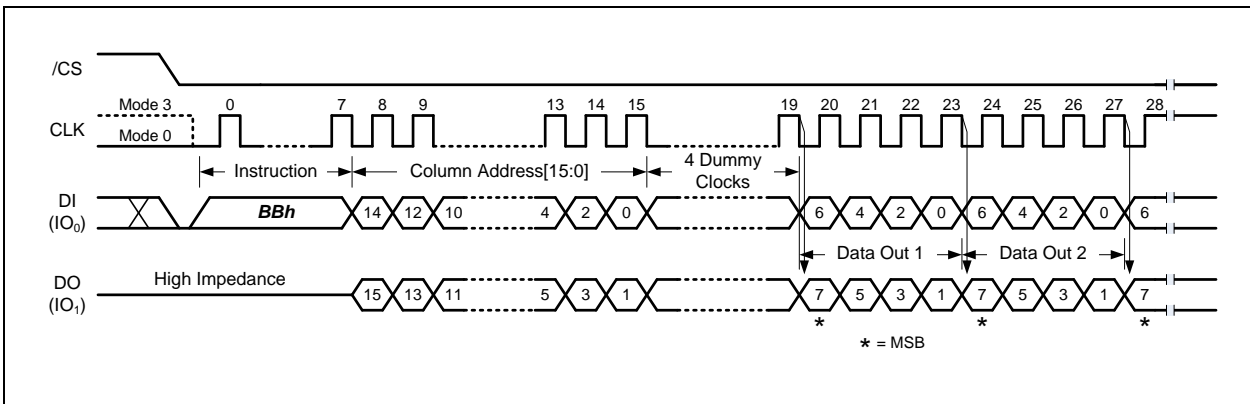 /CS
Mode 3 0 7 8 9 13 14 15 19 20 21 22 23 24 25 26 27 28
CLK
Mode 0
Instruction Column Address[15:0] 4 Dummy
Clocks
DI
(IO0)
BBh 14 12 10 4 2 0 6 4 2 0 6 4 2 0 6
Data Out 1 Data Out 2
High Impedance
DO
(IO1)
15 13 11 5 3 1 7 5 3 1 7 5 3 1 7
* * *
* = MSB